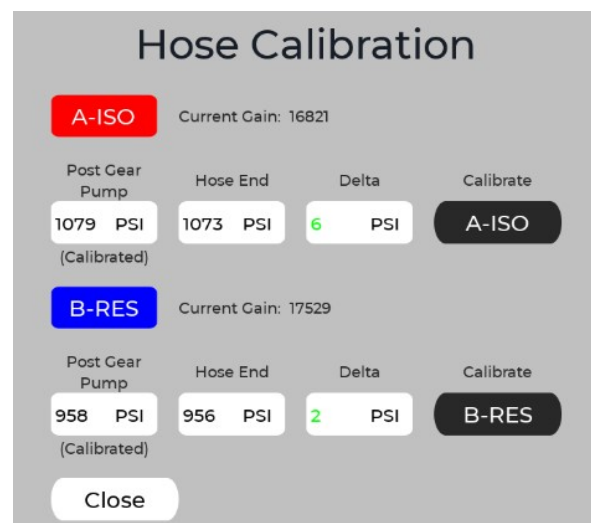 Hose Calibration
A-ISO Current Gain: 16821
Post Gear
Pump Hose End Delta Calibrate
1079 PSI 1073 PSI 6 PSI A-ISO
(Calibrated)
B-RES Current Gain: 17529
Post Gear
Pump Hose End Delta Calibrate
958 PSI 956 PSI 2 PSI B-RES
(Calibrated)
Close